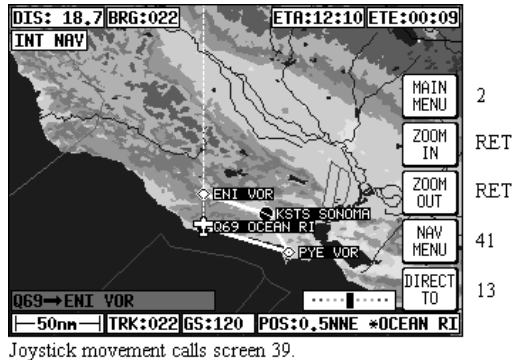 DIS: 18.7 BRG:022 ETA:12:10 ETE:00:09
INT NAV
MAIN MENU 2
ZOOM IN RET
ZOOM OUT RET
ENI VOR
KSTS SONOMA
Q69 OCEAN RI
NAV MENU 41
PYE VOR
DIRECT TO 13
Q69→ENI VOR
50nm TRK:022 GS:120 POS:0.5NNE *OCEAN RI
Joystick movement calls screen 39.